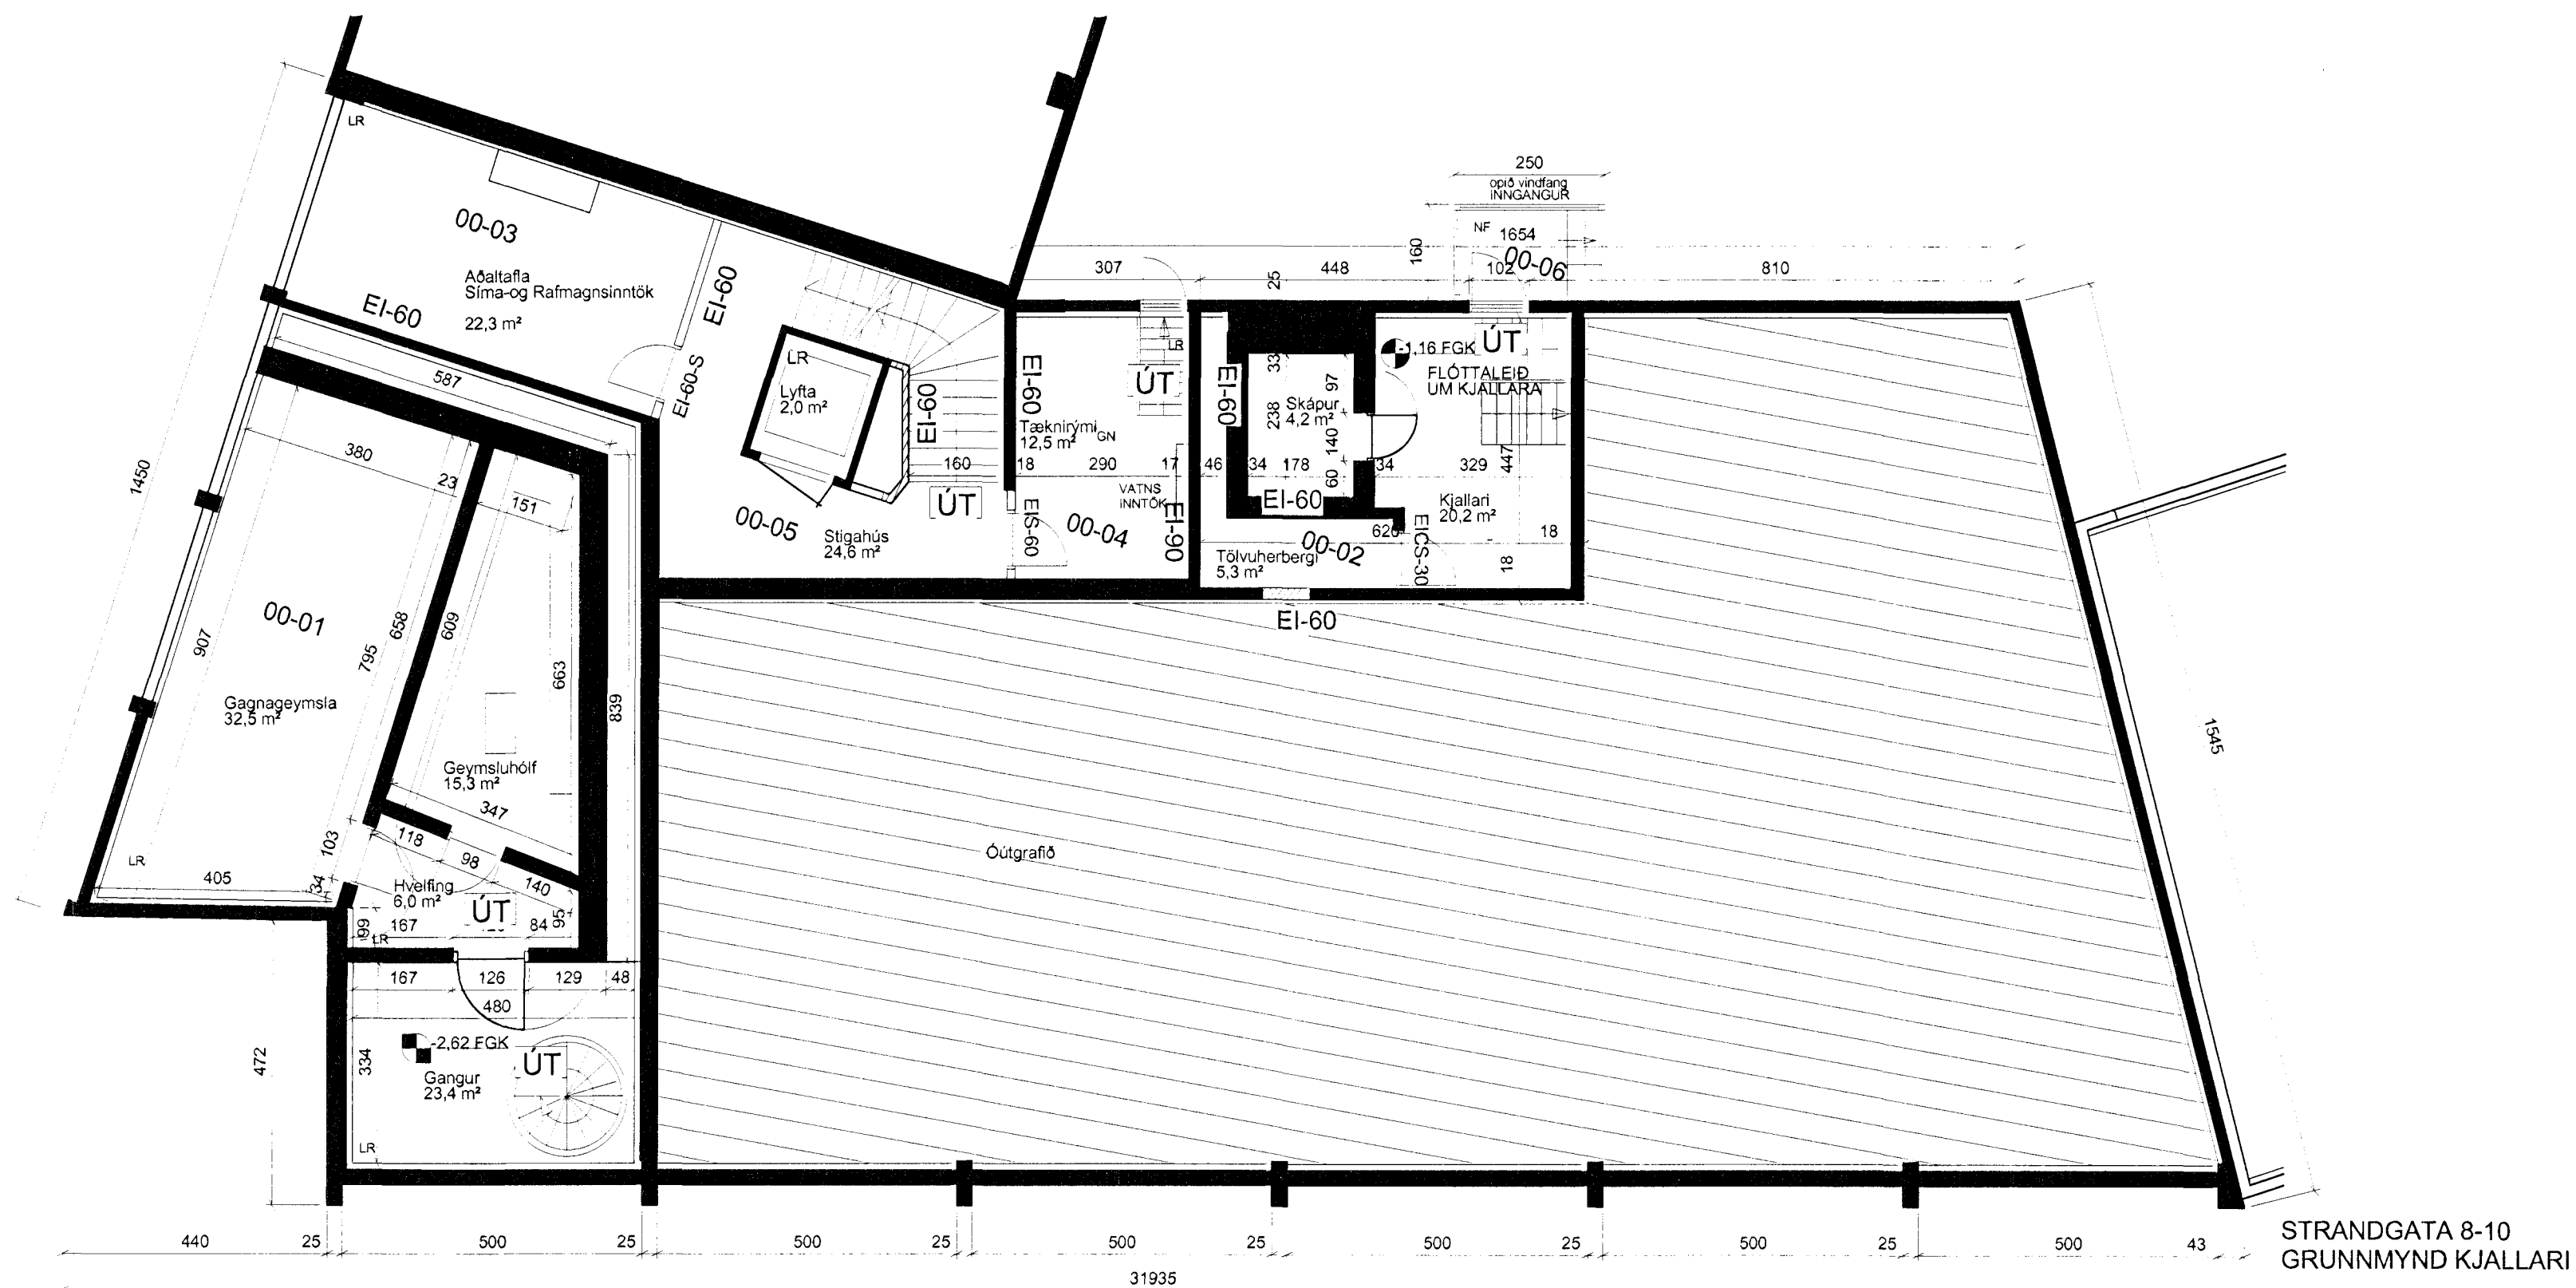 250
opið vindfang
INNGANGUR
NF
1654
160
00-06
307
25
448
102
810
LR
00-03
Aðaltafla
Síma-og Rafmagnsinntök
22,3 m²
EI-60
EI-60
EI-60-S
587
LR
Lyfta
2,0 m²
EI-60
160
ÚT
00-05
Stigahús
24,6 m²
EI-60
Tæknirými
GN
12,5 m²
LR
ÚT
18
290
17
VATNS
INNTÖK
EIS-60
00-04
EI-90
EI-60
33
97
238
Skápur
4,2 m²
140
46
34
178
60
34
EI-60
-1,16 FGK
ÚT
FLÓTTALEIÐ
UM KJALLARA
329
447
Kjallari
20,2 m²
626
18
00-02
Tölvuherbergi
5,3 m²
EICS-30
18
EI-60
1450
380
23
151
00-01
907
658
795
609
663
839
Gagnageymsla
32,5 m²
Geymsluhólf
15,3 m²
347
118
98
140
103
34
LR
405
Hvelfing
6,0 m²
ÚT
99
167
84
95
LR
167
126
129
48
480
-2,62 FGK
334
ÚT
Gangur
23,4 m²
LR
472
Óútgrafið
1545
440
25
500
25
500
25
500
25
500
25
500
25
500
43
31935
STRANDGATA 8-10
GRUNNMYND KJALLARI